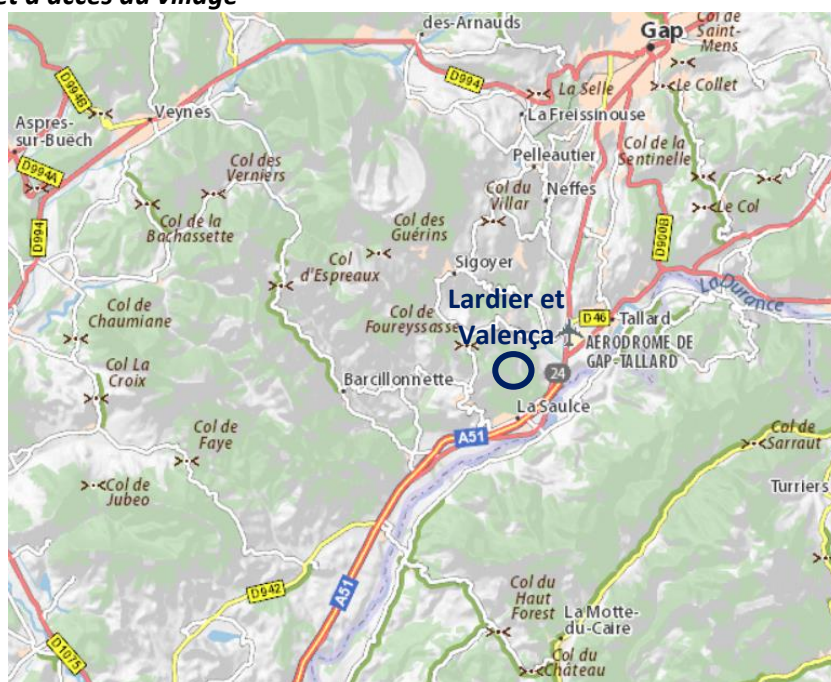 et d'accès au village
des-Arnauds
Gap
Col de
Saint-
Mens
D994B
D994
La Selle
Le Collet
Veynes
La Freissinouse
Aspres-
sur-Buëch
Col de la
Sentinelle
Col des
Verniers
Pelleautier
D994A
Col du
Villar
Neffes
Le Col
Col de la
Bachassette
Col des
Guérins
D994
D900B
Col
d'Espreaux
Sigoyer
La Durance
Lardier et
Valença
Col de
Chaumiane
Col de
Foureyssasse
D46
Tallard
AERODROME DE
GAP-TALLARD
Col La
Croix
Barcillonnette
24
La Saulce
Col de
Faye
A51
Col de
Sarraut
Col de
Jubeo
Turriers
A51
D942
Col du
Haut
Forest
La Motte-
du-Caire
D1075
Col du
Château